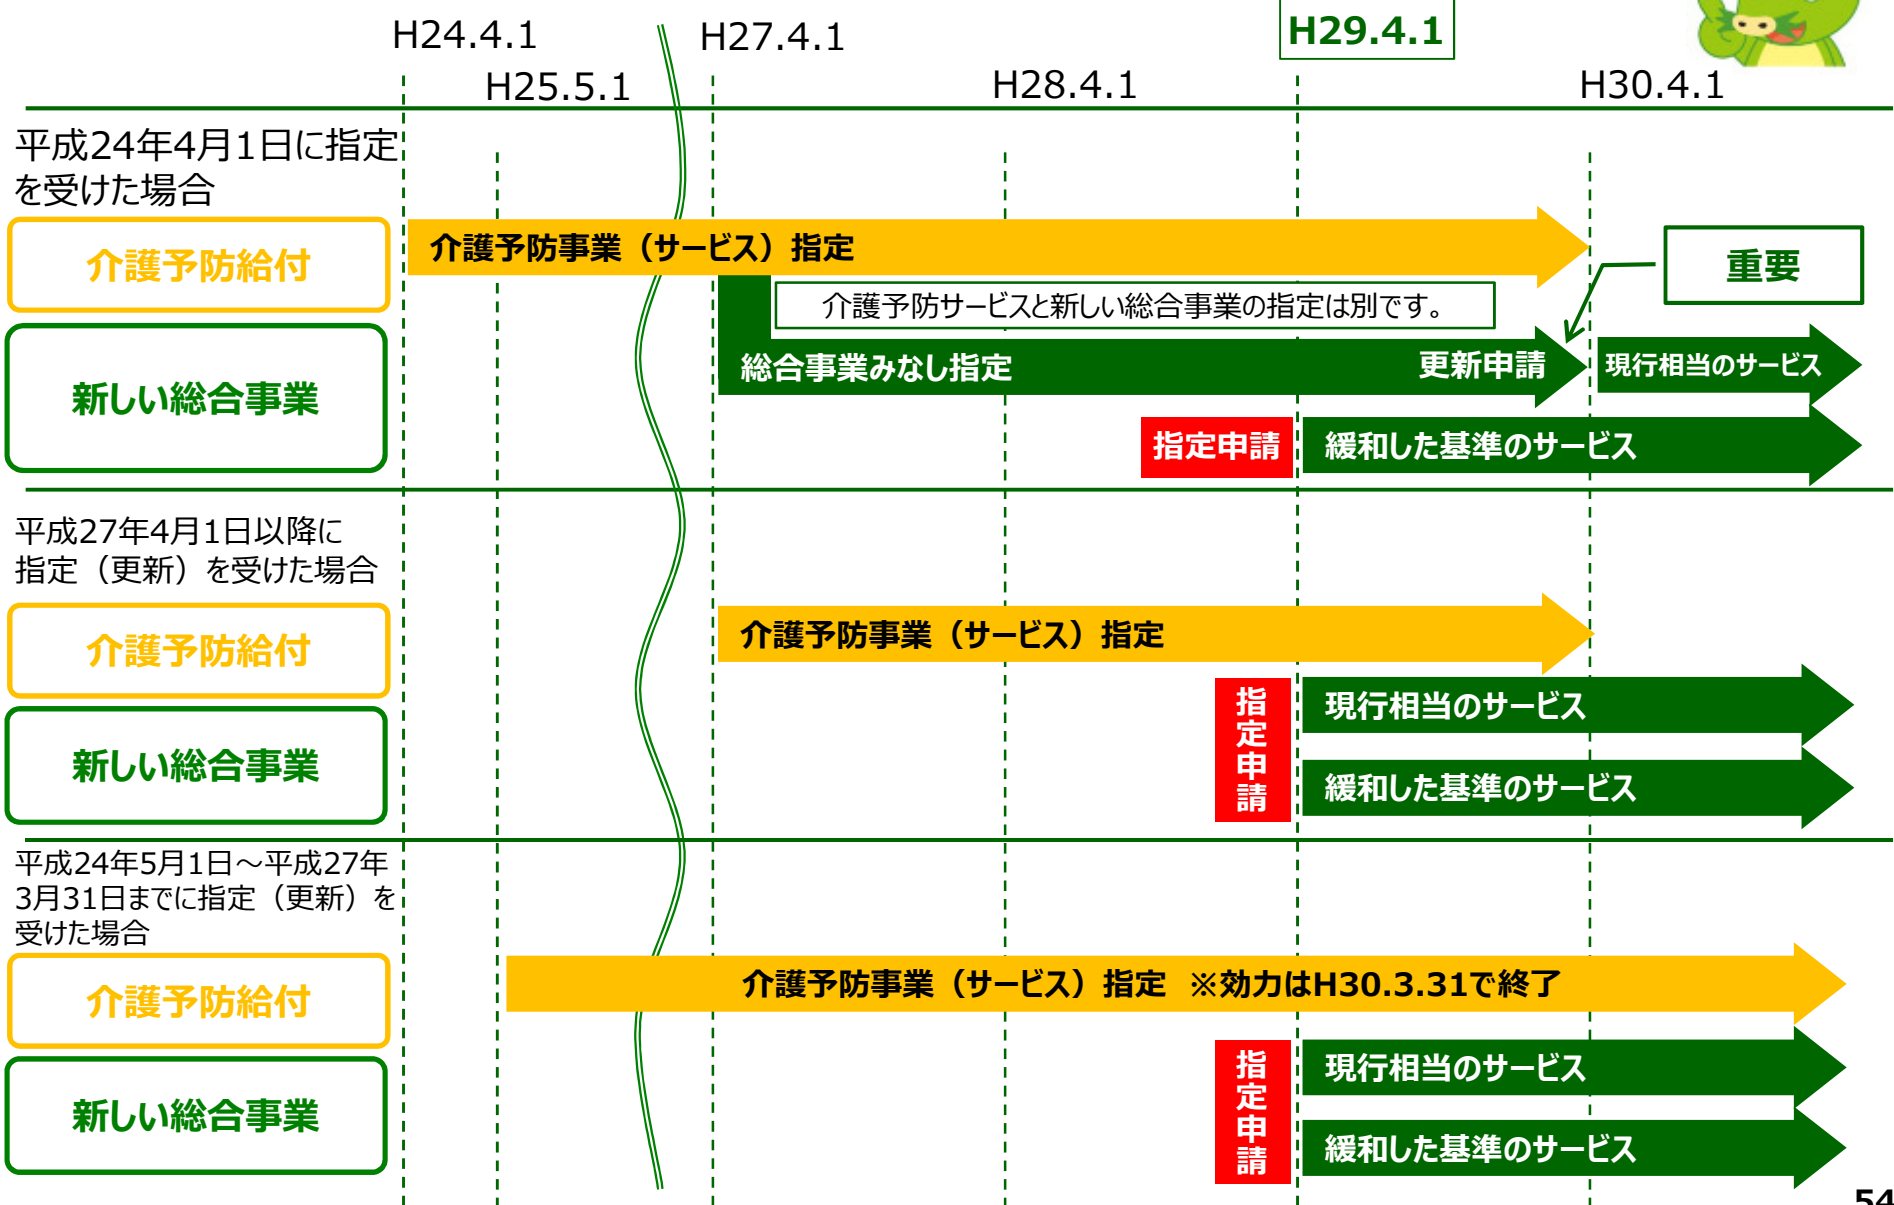 H24.4.1
H27.4.1
H29.4.1
H25.5.1
H28.4.1
H30.4.1
平成24年4月1日に指定
を受けた場合
介護予防給付
介護予防事業（サービス）指定
重要
介護予防サービスと新しい総合事業の指定は別です。
新しい総合事業
総合事業みなし指定
更新申請
現行相当のサービス
指定申請
緩和した基準のサービス
平成27年4月1日以降に
指定（更新）を受けた場合
介護予防給付
介護予防事業（サービス）指定
新しい総合事業
指定申請
現行相当のサービス
緩和した基準のサービス
平成24年5月1日～平成27年
3月31日までに指定（更新）を
受けた場合
介護予防給付
介護予防事業（サービス）指定 ※効力はH30.3.31で終了
新しい総合事業
指定申請
現行相当のサービス
緩和した基準のサービス
54